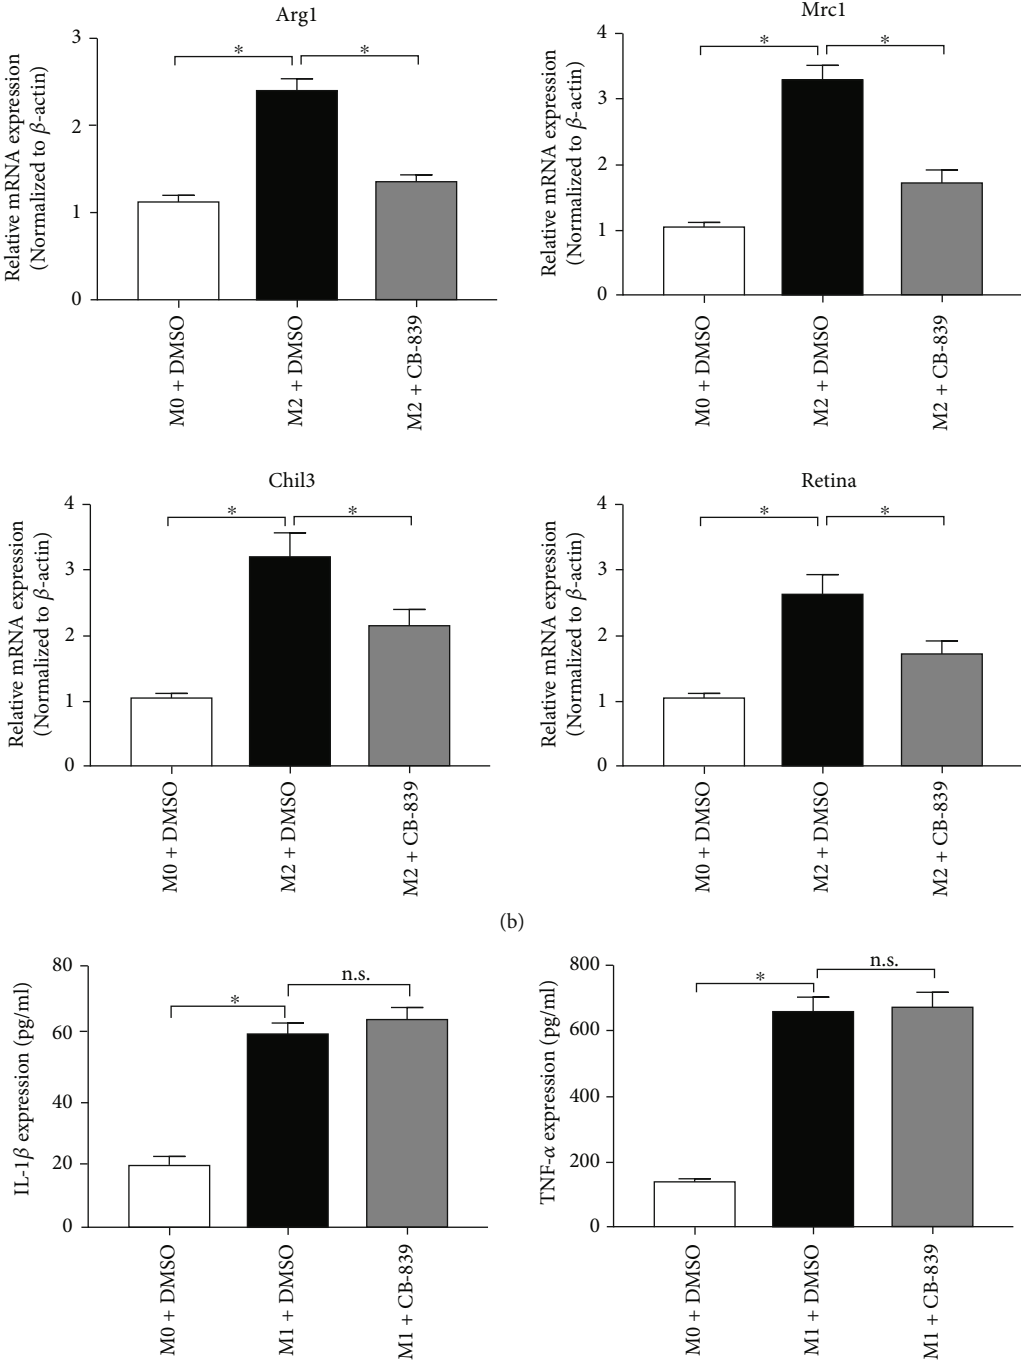 Arg1
Relative mRNA expression
(Normalized to β-actin)
3
2
1
0
*
*
M0 + DMSO
M2 + DMSO
M2 + CB-839
Mrc1
Relative mRNA expression
(Normalized to β-actin)
4
3
2
1
0
*
*
M0 + DMSO
M2 + DMSO
M2 + CB-839
Chil3
Relative mRNA expression
(Normalized to β-actin)
4
3
2
1
0
*
*
M0 + DMSO
M2 + DMSO
M2 + CB-839
Retina
Relative mRNA expression
(Normalized to β-actin)
4
3
2
1
0
*
*
M0 + DMSO
M2 + DMSO
M2 + CB-839
(b)
IL-1β expression (pg/ml)
80
60
40
20
0
*
n.s.
M0 + DMSO
M1 + DMSO
M1 + CB-839
TNF-α expression (pg/ml)
800
600
400
200
0
*
n.s.
M0 + DMSO
M1 + DMSO
M1 + CB-839